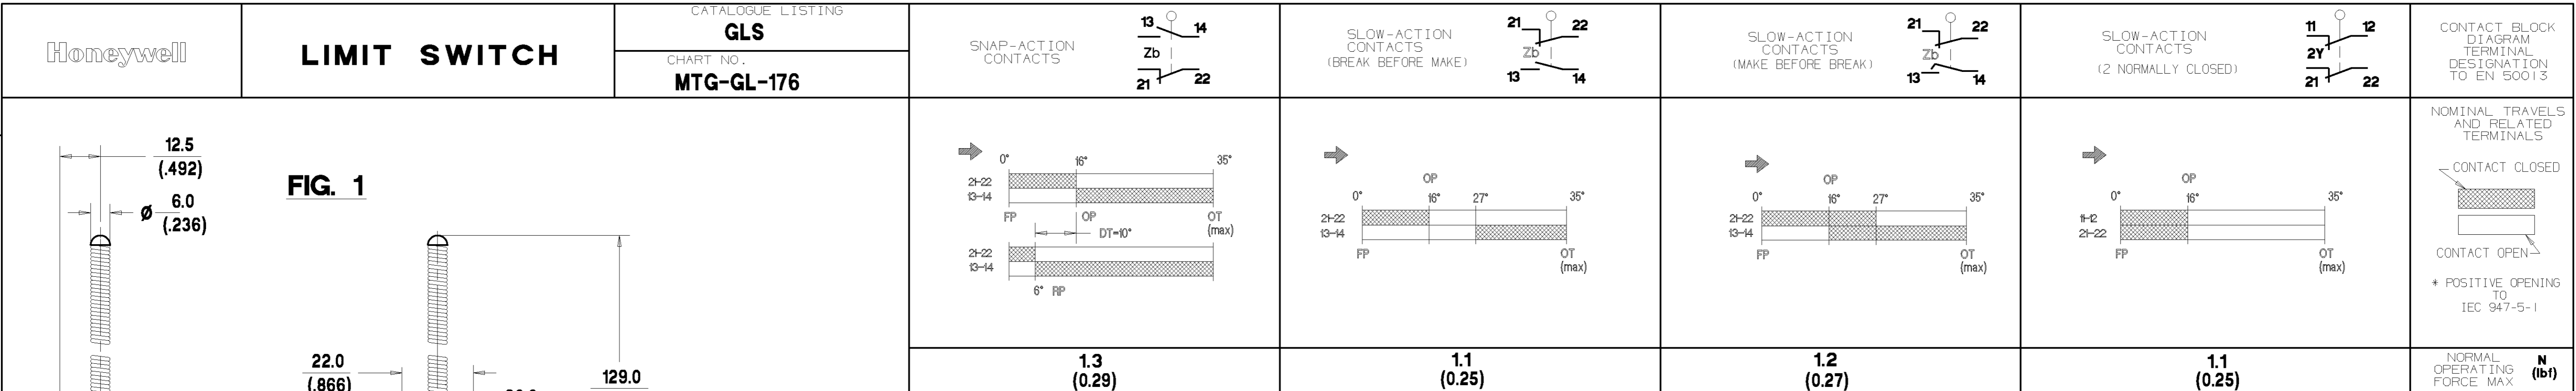 Honeywell
LIMIT SWITCH
CATALOGUE LISTING
GLS
CHART NO.
MTG-GL-176
SNAP-ACTION
CONTACTS
13 14
Zb
21 22
SLOW-ACTION
CONTACTS
(BREAK BEFORE MAKE)
21 22
Zb
13 14
SLOW-ACTION
CONTACTS
(MAKE BEFORE BREAK)
21 22
Zb
13 14
SLOW-ACTION
CONTACTS
(2 NORMALLY CLOSED)
11 12
2Y
21 22
CONTACT BLOCK
DIAGRAM
TERMINAL
DESIGNATION
TO EN 50013
12.5
(.492)
FIG. 1
Ø 6.0
(.236)
22.0
(.866)
129.0
0° 16° 35°
21-22
13-14
FP OP OT
(max)
DT=10°
21-22
13-14
6° RP
OP
0° 16° 27° 35°
21-22
13-14
FP OT
(max)
OP
0° 16° 27° 35°
21-22
13-14
FP OT
(max)
OP
0° 16° 35°
11-12
21-22
FP OT
(max)
NOMINAL TRAVELS
AND RELATED
TERMINALS
CONTACT CLOSED
CONTACT OPEN
* POSITIVE OPENING
TO
IEC 947-5-1
1.3
(0.29)
1.1
(0.25)
1.2
(0.27)
1.1
(0.25)
NORMAL
OPERATING
FORCE MAX
N
(lbf)